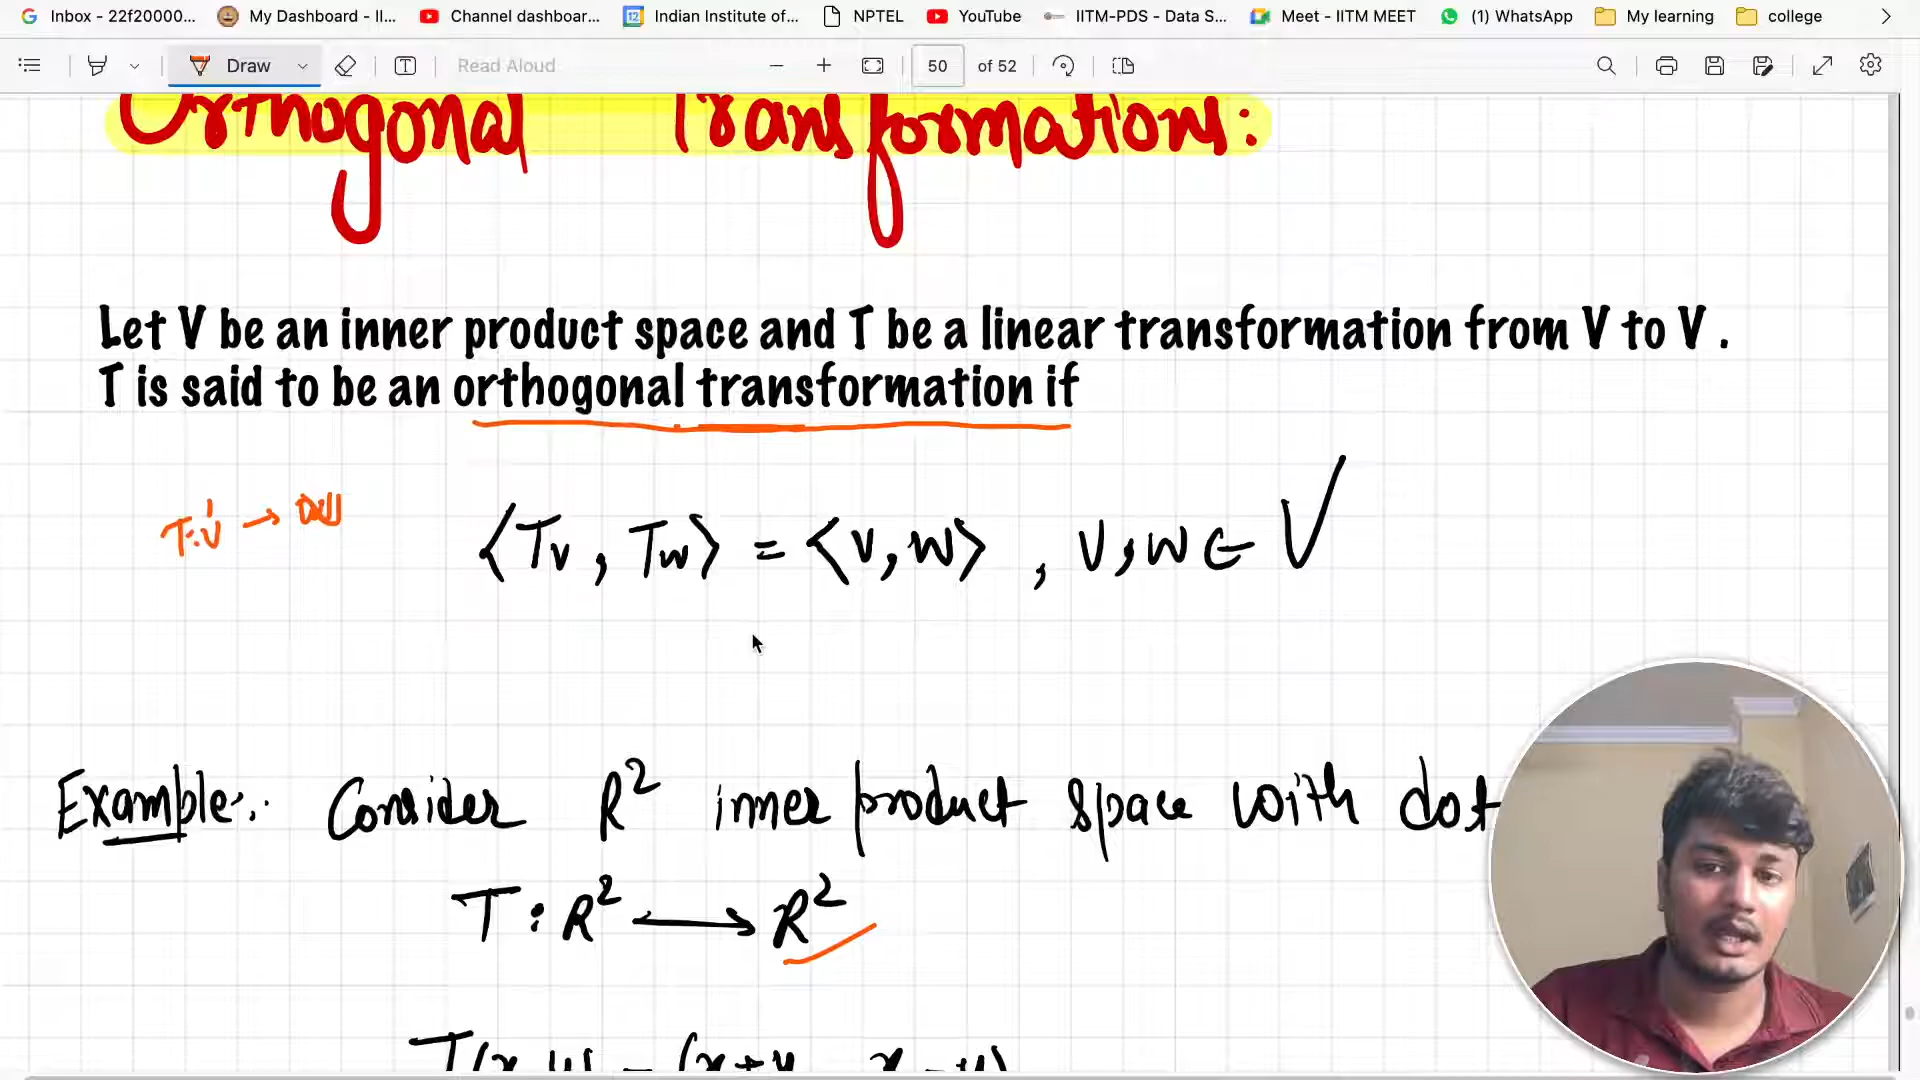 Inbox - 22f20000... My Dashboard - II... Channel dashboar... Indian Institute of... NPTEL YouTube IITM-PDS - Data S... Meet - IITM MEET (1) WhatsApp My learning college
Draw Read Aloud 50 of 52
Orthogonal Transformations:
Let V be an inner product space and T be a linear transformation from V to V .
T is said to be an orthogonal transformation if
T:V →
⟨Tv, Tw⟩ = ⟨v,w⟩ , v,w ∈ V
Example:. Consider R² inner product space with dot
T : R² ⟶ R²
T(x,y) = (x+y, x-y)